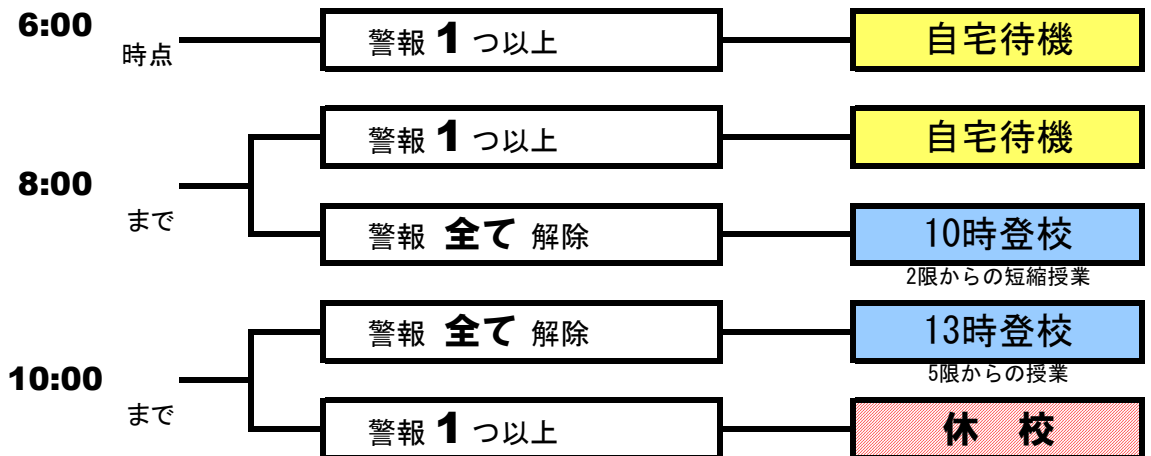 6:00
時点
警報 1 つ以上
自宅待機
8:00
まで
警報 1 つ以上
自宅待機
警報 全て 解除
10時登校
2限からの短縮授業
10:00
まで
警報 全て 解除
13時登校
5限からの授業
警報 1 つ以上
休 校